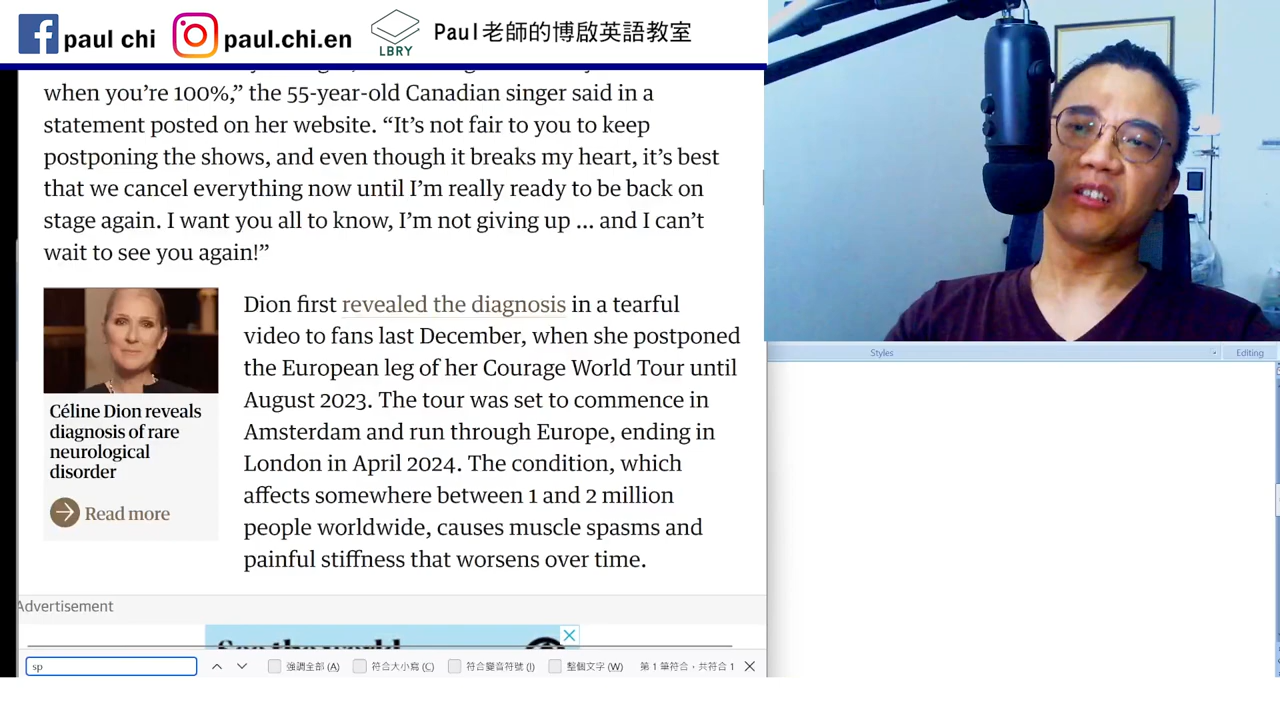 paul chi
paul.chi.en
LBRY
Paul老師的博啟英語教室
when you’re 100%,” the 55-year-old Canadian singer said in a
statement posted on her website. “It’s not fair to you to keep
postponing the shows, and even though it breaks my heart, it’s best
that we cancel everything now until I’m really ready to be back on
stage again. I want you all to know, I’m not giving up ... and I can’t
wait to see you again!”
Céline Dion reveals
diagnosis of rare
neurological
disorder
Read more
Dion first revealed the diagnosis in a tearful
video to fans last December, when she postponed
the European leg of her Courage World Tour until
August 2023. The tour was set to commence in
Amsterdam and run through Europe, ending in
London in April 2024. The condition, which
affects somewhere between 1 and 2 million
people worldwide, causes muscle spasms and
painful stiffness that worsens over time.
Advertisement
See the world
sp
強調全部 (A)
符合大小寫 (C)
符合變音符號 (I)
整個文字 (W)
第 1 筆符合，共符合 1
Styles
Editing